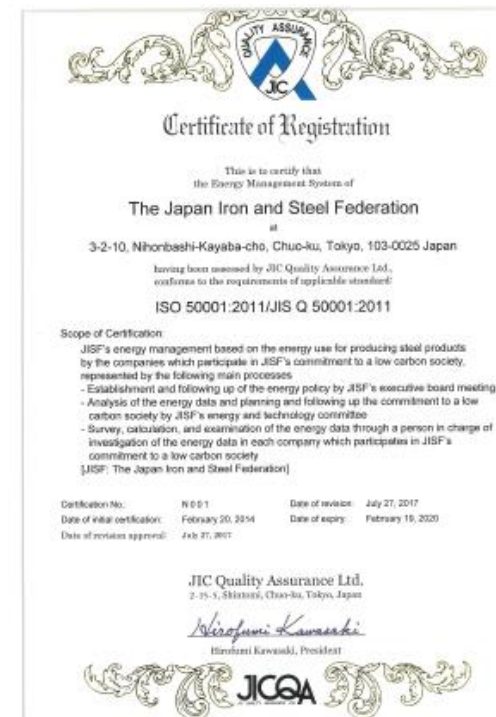 QUALITY ASSURANCE
JIC
Certificate of Registration
This is to certify that
the Energy Management System of
The Japan Iron and Steel Federation
at
3-2-10, Nihonbashi-Kayaba-cho, Chuo-ku, Tokyo, 103-0025 Japan
having been assessed by JIC Quality Assurance Ltd.,
conforms to the requirements of applicable standard:
ISO 50001:2011/JIS Q 50001:2011
Scope of Certification:
JISF's energy management based on the energy use for producing steel products
by the companies which participate in JISF's commitment to a low carbon society,
represented by the following main processes
- Establishment and following up of the energy policy by JISF's executive board meeting
- Analysis of the energy data and planning and following up the commitment to a low
carbon society by JISF's energy and technology committee
- Survey, calculation, and examination of the energy data through a person in charge of
investigation of the energy data in each company which participates in JISF's
commitment to a low carbon society
[JISF: The Japan Iron and Steel Federation]
Certification No.: N001 Date of revision: July 27, 2017
Date of initial certification: February 20, 2014 Date of expiry: February 19, 2020
Date of revision approval: July 27, 2017
JIC Quality Assurance Ltd.
2-15-5, Shintomi, Chuo-ku, Tokyo, Japan
Hirofumi Kawasaki
Hirofumi Kawasaki, President
JICQA
JIC QUALITY ASSURANCE LTD.